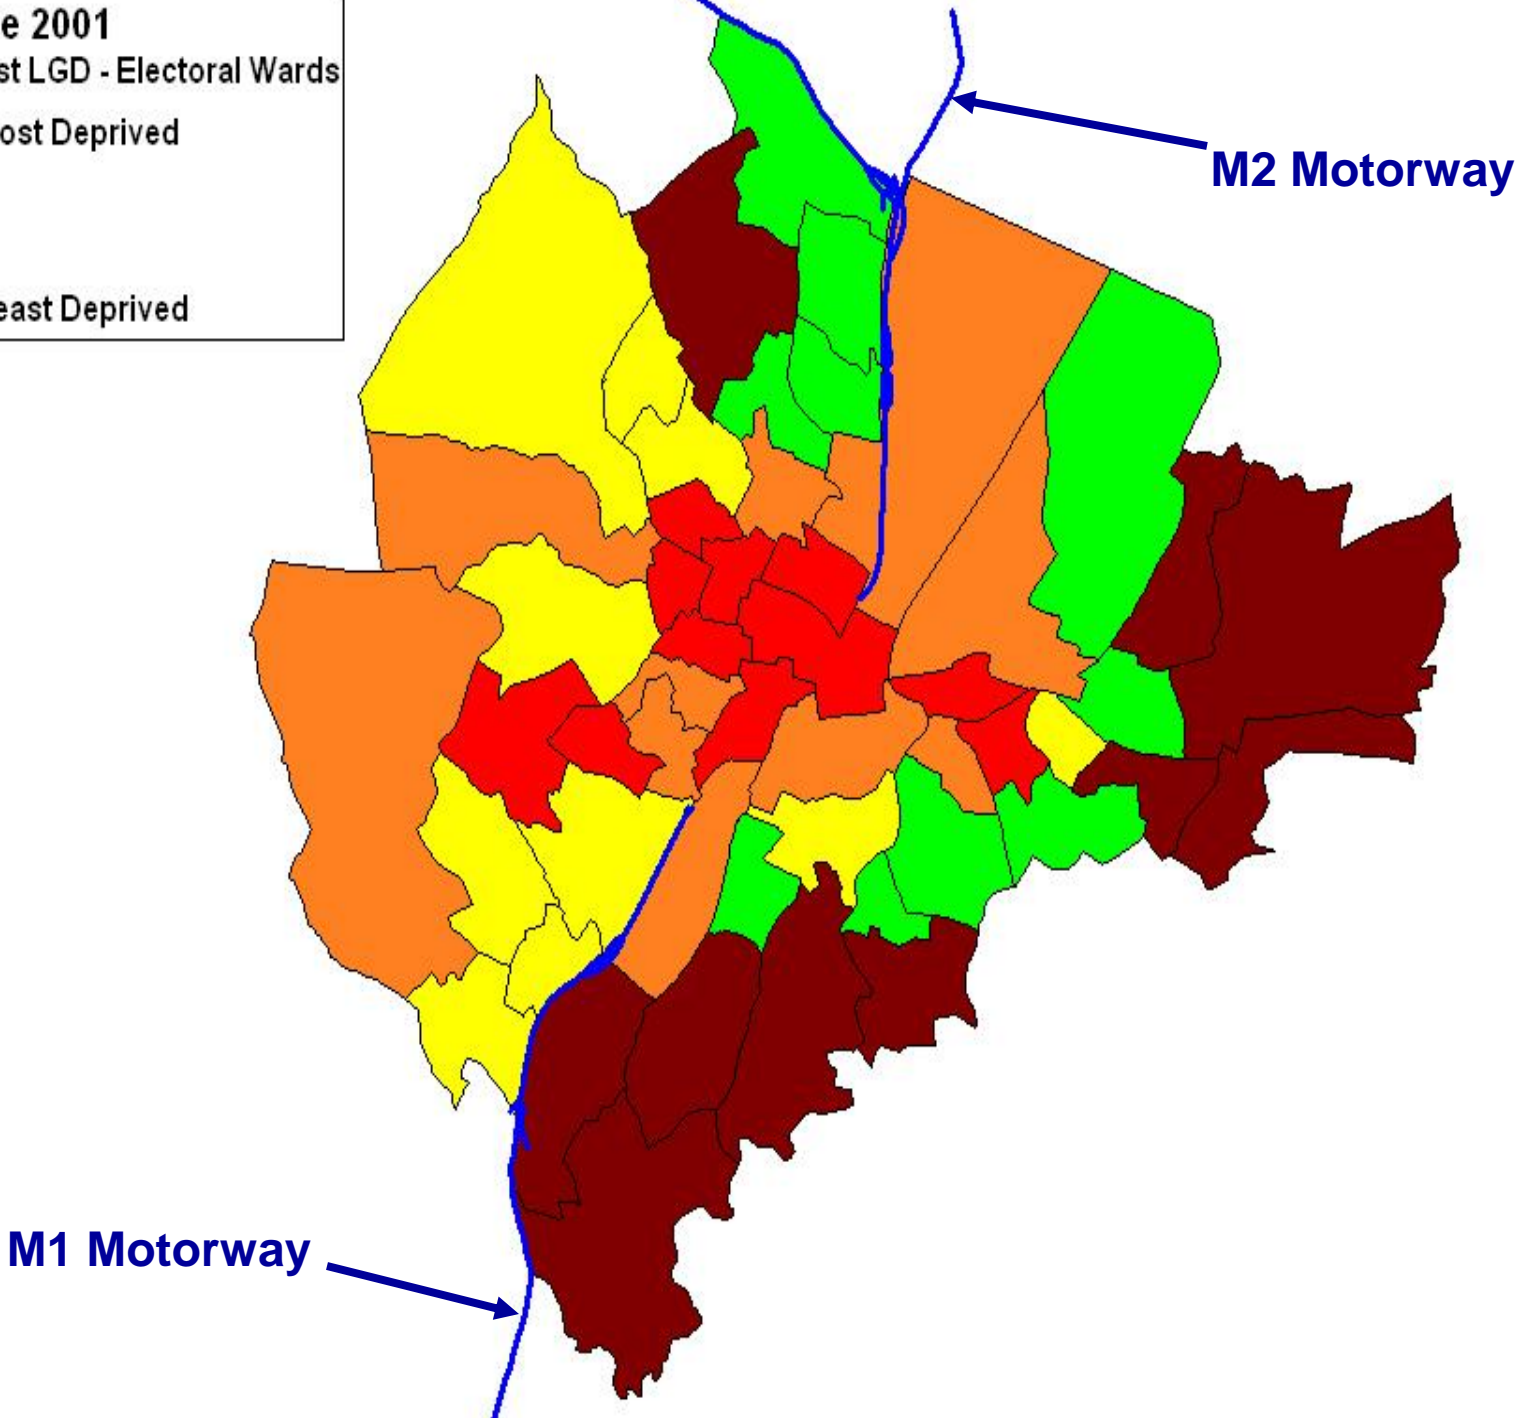 e 2001
st LGD - Electoral Wards
ost Deprived
east Deprived
M2 Motorway
M1 Motorway